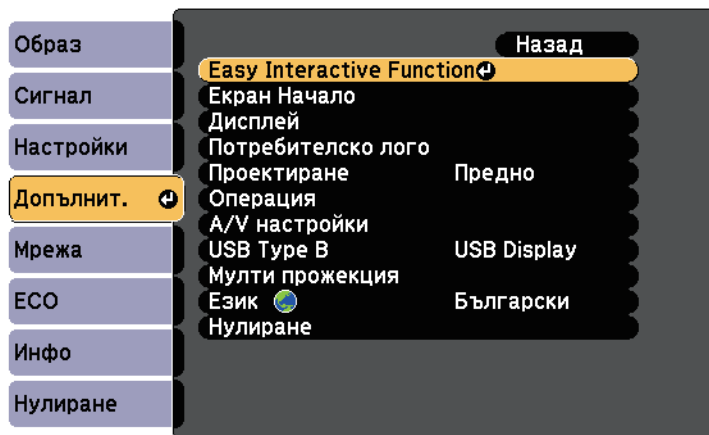 Образ
Сигнал
Настройки
Допълнит.
Мрежа
ECO
Инфо
Нулиране
Назад
Easy Interactive Function
Екран Начало
Дисплей
Потребителско лого
Проектиране Предно
Операция
A/V настройки
USB Type B USB Display
Мулти прожекция
Език Български
Нулиране